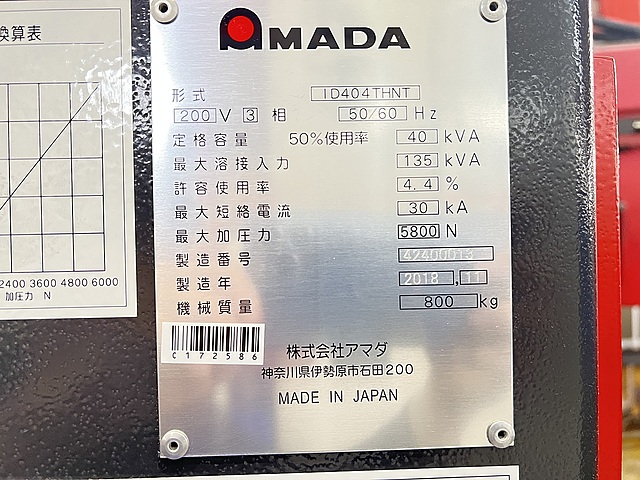 換算表
2400 3600 4800 6000
加圧力 N
AMADA
形式 ID404THNT
200 V 3 相 50/60 Hz
定格容量 50%使用率 40 kVA
最大溶接入力 135 kVA
許容使用率 4.4 %
最大短絡電流 30 kA
最大加圧力 5800 N
製造番号
製造年 2018 . 11
機械質量 800 kg
C172586
株式会社アマダ
神奈川県伊勢原市石田200
MADE IN JAPAN